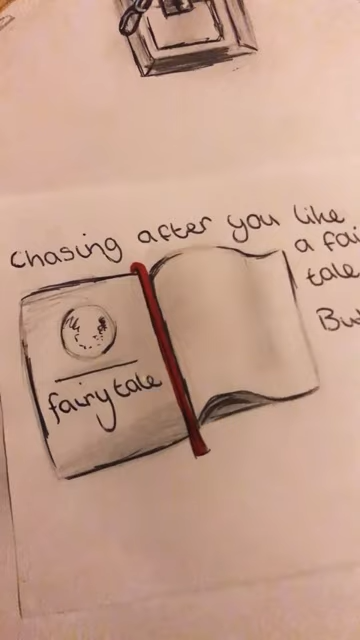 Chasing after you like
a fai
tale
But
fairytale